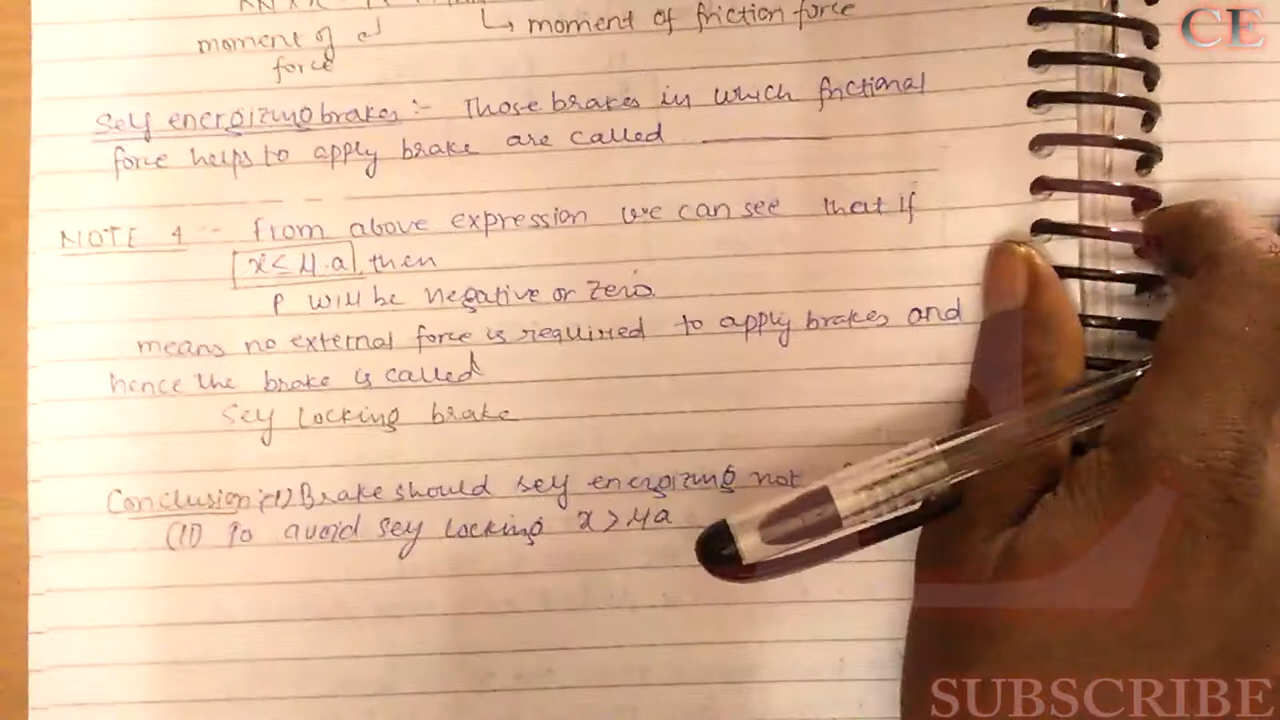 moment of
force
↳ moment of friction force
CE
Self energizing brakes :- Those brakes in which frictional
force helps to apply brake are called ———
NOTE 1 :- from above expression we can see that if
x ≤ μ.a, then
P will be negative or zero.
means no external force is required to apply brakes and
hence the brake is called
Self locking brake
Conclusion :- (I) Brake should self energizing not
(II) To avoid self locking x > μa
SUBSCRIBE